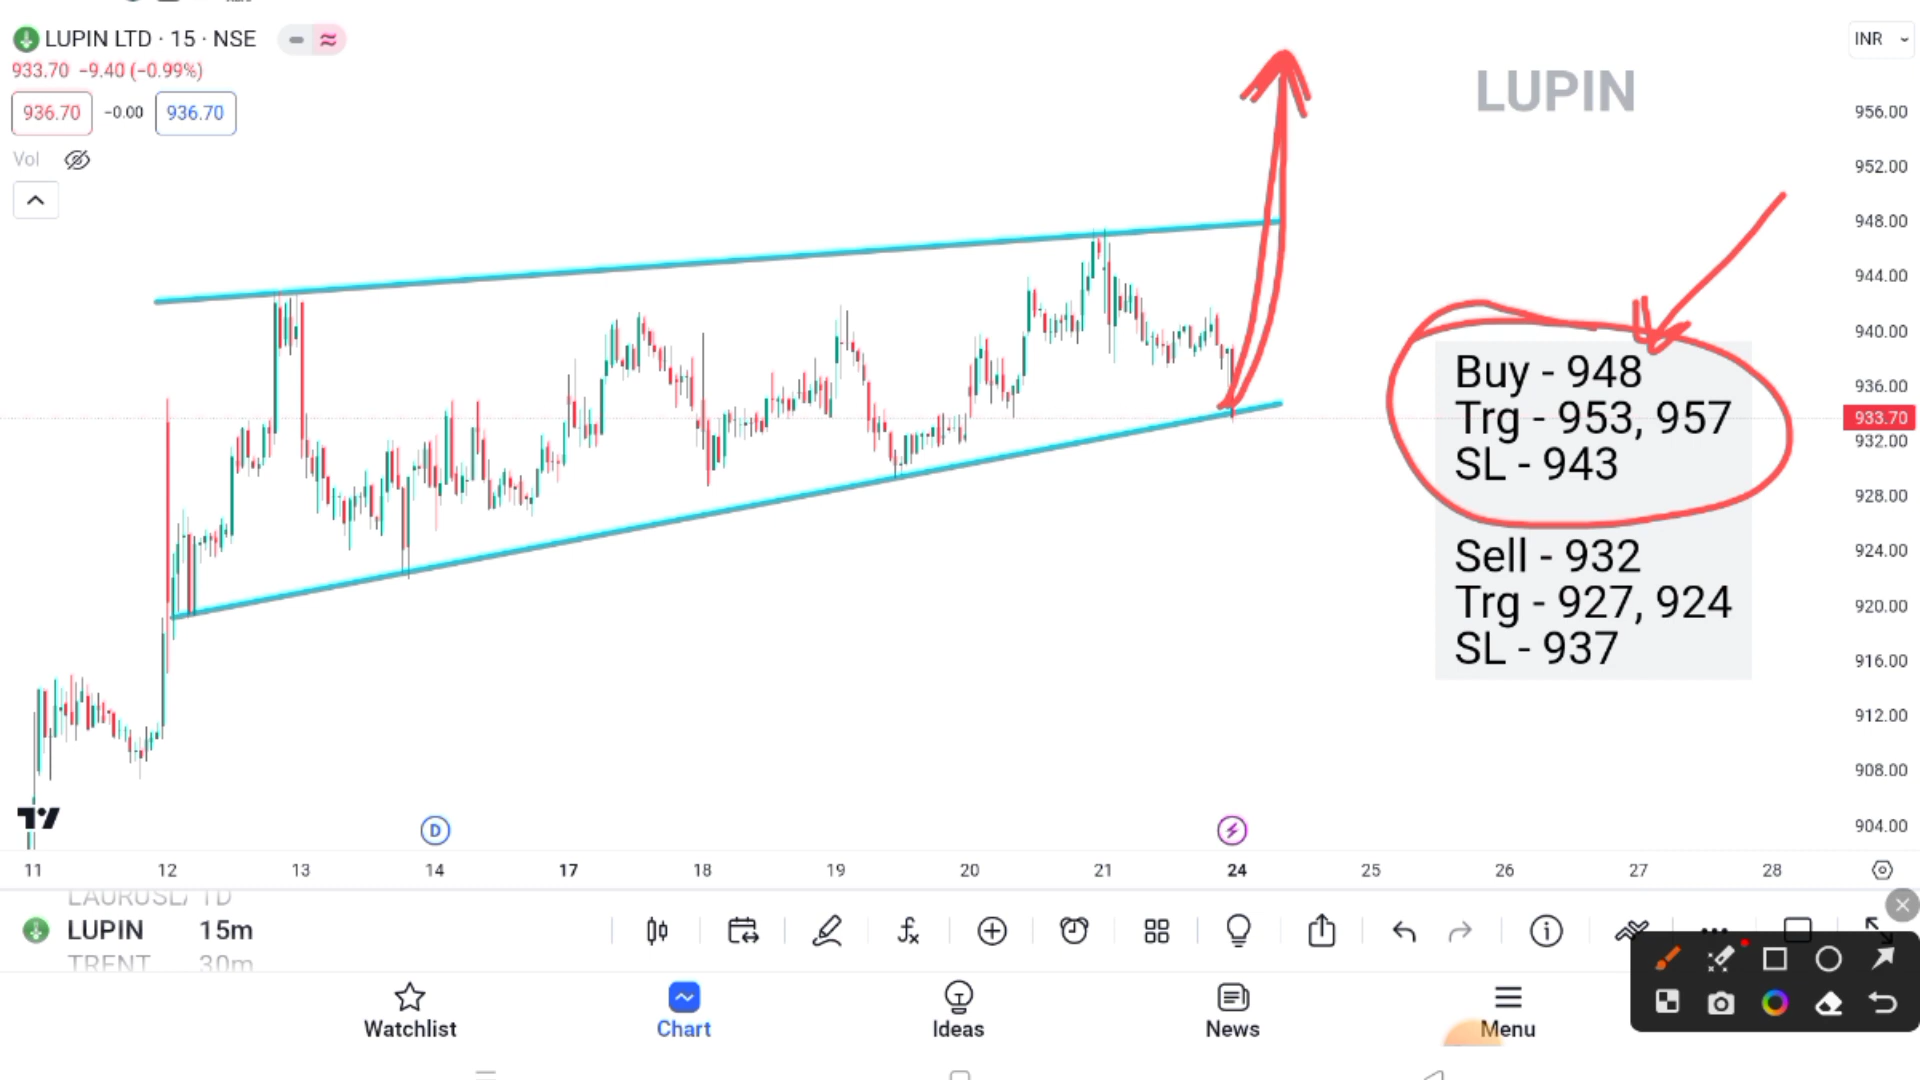 LUPIN LTD · 15 · NSE
INR
933.70 −9.40 (−0.99%)
LUPIN
936.70 −0.00 936.70
Vol
956.00
952.00
948.00
944.00
940.00
936.00
933.70
932.00
928.00
924.00
920.00
916.00
912.00
908.00
904.00
Buy - 948
Trg - 953, 957
SL - 943
Sell - 932
Trg - 927, 924
SL - 937
D
11 12 13 14 17 18 19 20 21 24 25 26 27 28
LAURUSL 1D
LUPIN 15m
TRENT 30m
Watchlist Chart Ideas News Menu